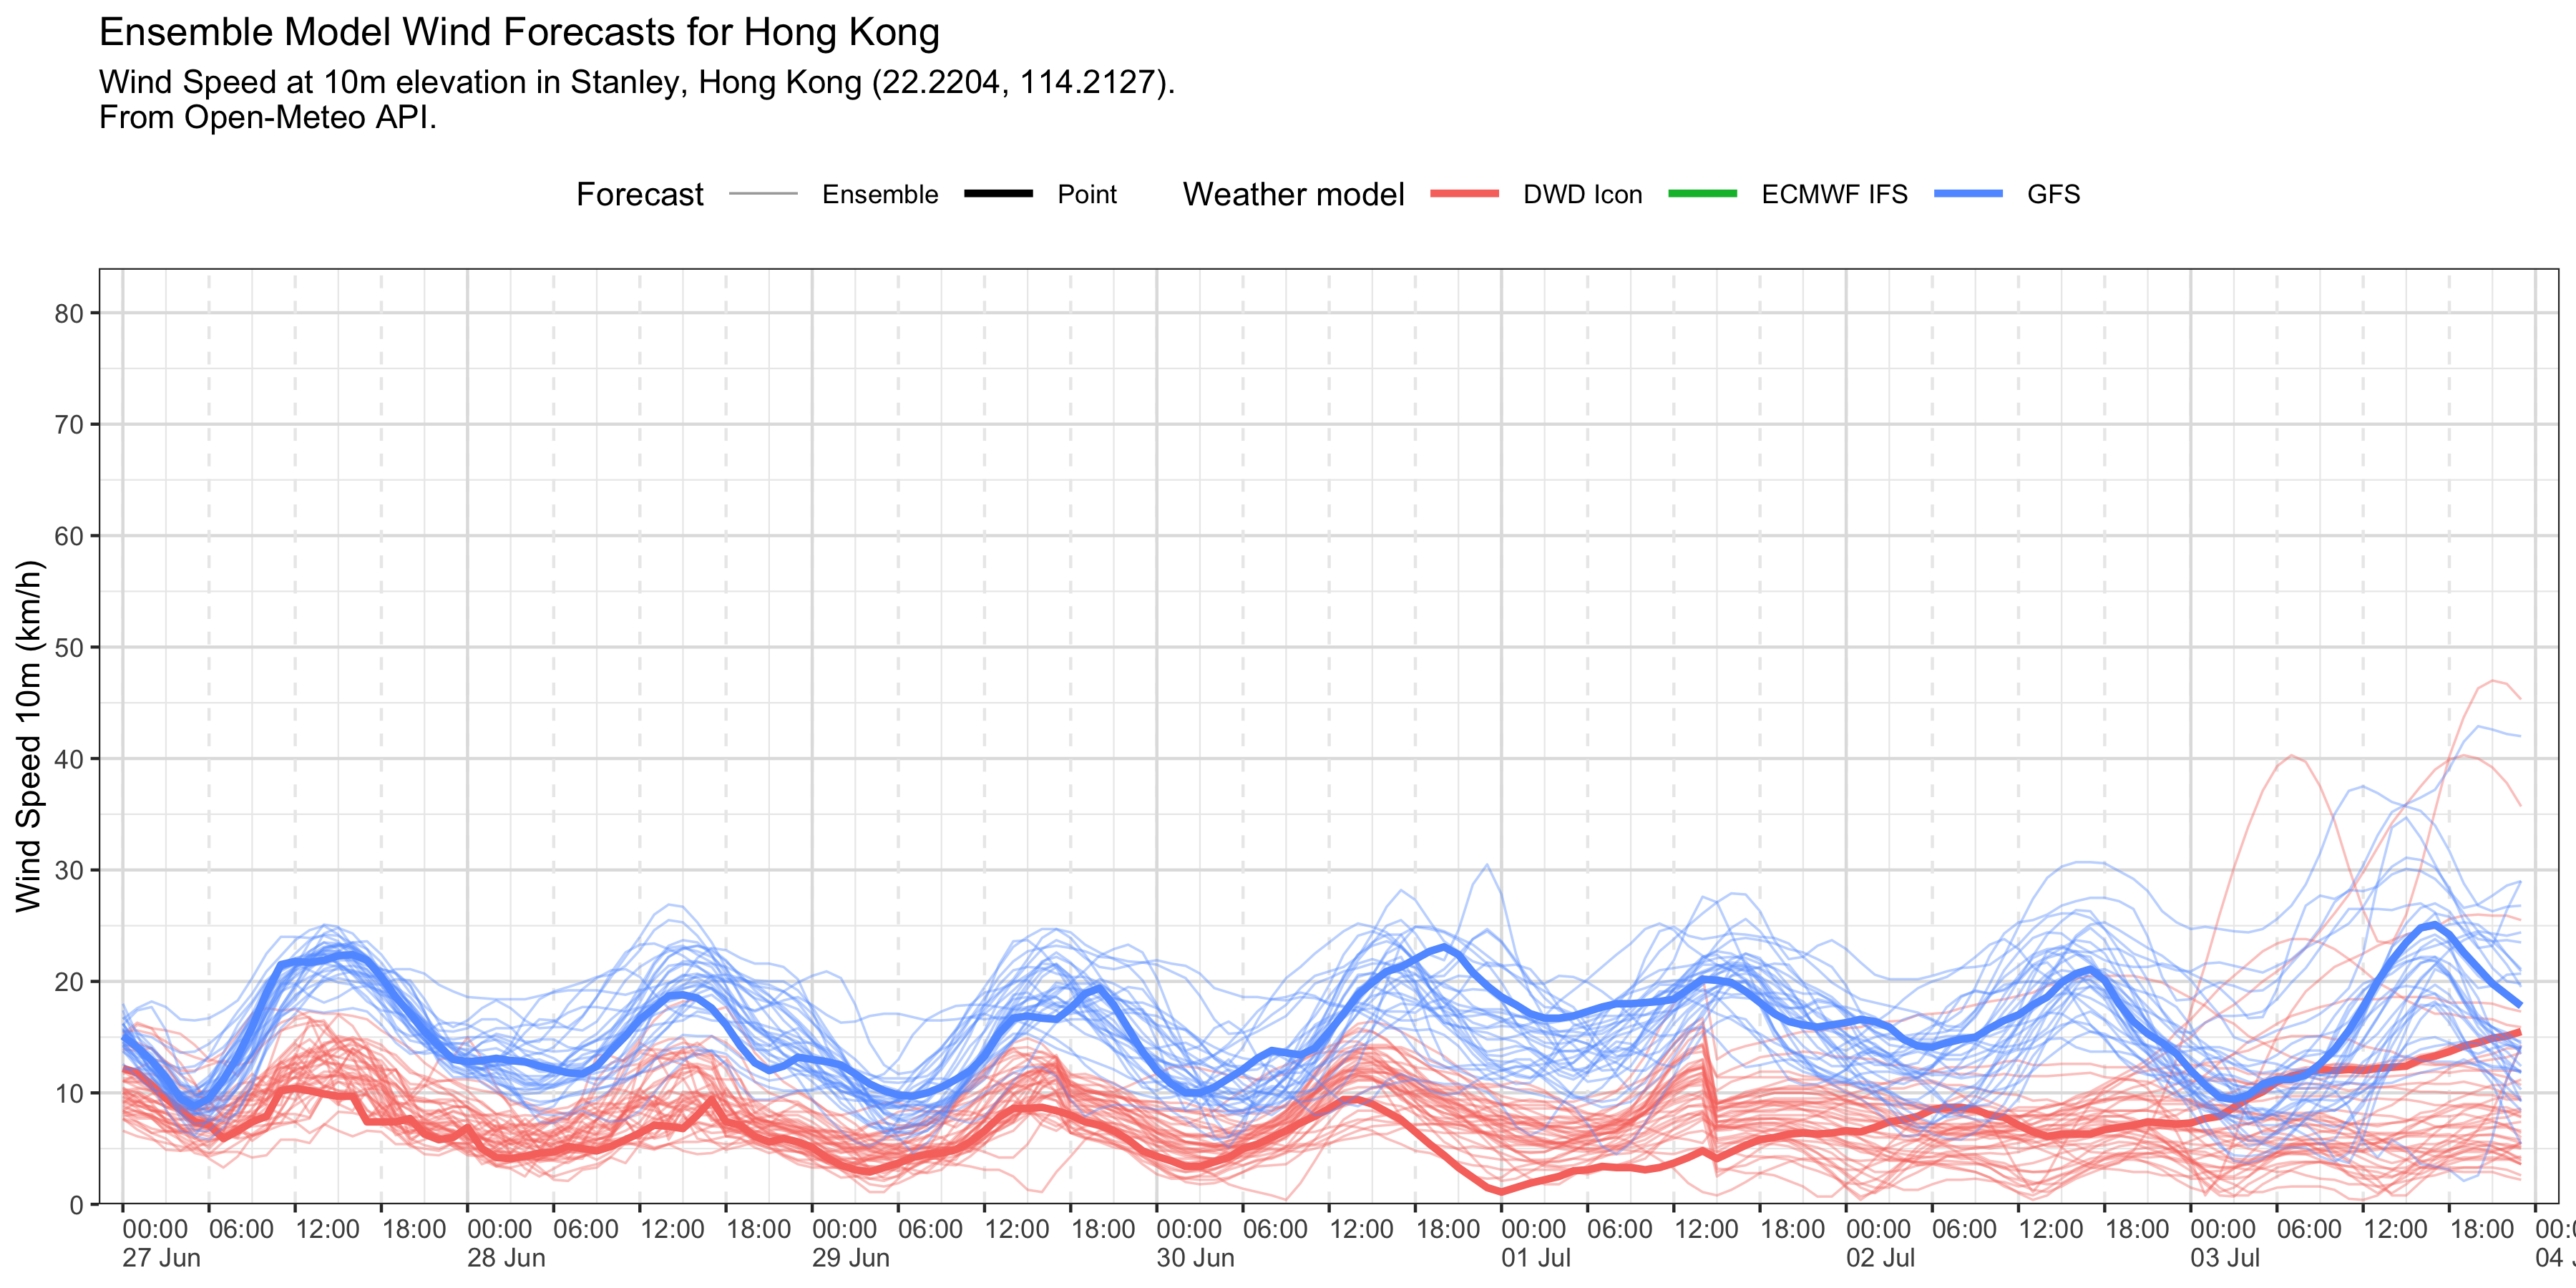 Ensemble Model Wind Forecasts for Hong Kong
Wind Speed at 10m elevation in Stanley, Hong Kong (22.2204, 114.2127).
From Open-Meteo API.
Forecast Ensemble Point Weather model DWD Icon ECMWF IFS GFS
Wind Speed 10m (km/h)
80
70
60
50
40
30
20
10
0
00:00 06:00 12:00 18:00 00:00 06:00 12:00 18:00 00:00 06:00 12:00 18:00 00:00 06:00 12:00 18:00 00:00 06:00 12:00 18:00 00:00 06:00 12:00 18:00 00:00 06:00 12:00 18:00 00:
27 Jun 28 Jun 29 Jun 30 Jun 01 Jul 02 Jul 03 Jul 04